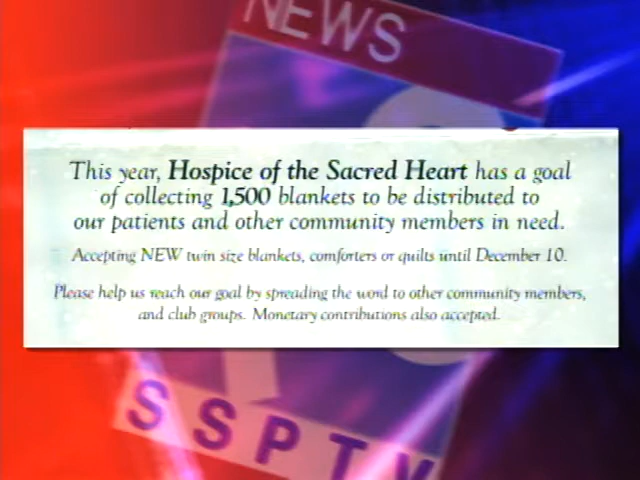 NEWS
This year, Hospice of the Sacred Heart has a goal
of collecting 1,500 blankets to be distributed to
our patients and other community members in need.
Accepting NEW twin size blankets, comforters or quilts until December 10.
Please help us reach our goal by spreading the word to other community members,
and club groups. Monetary contributions also accepted.
SSPTV